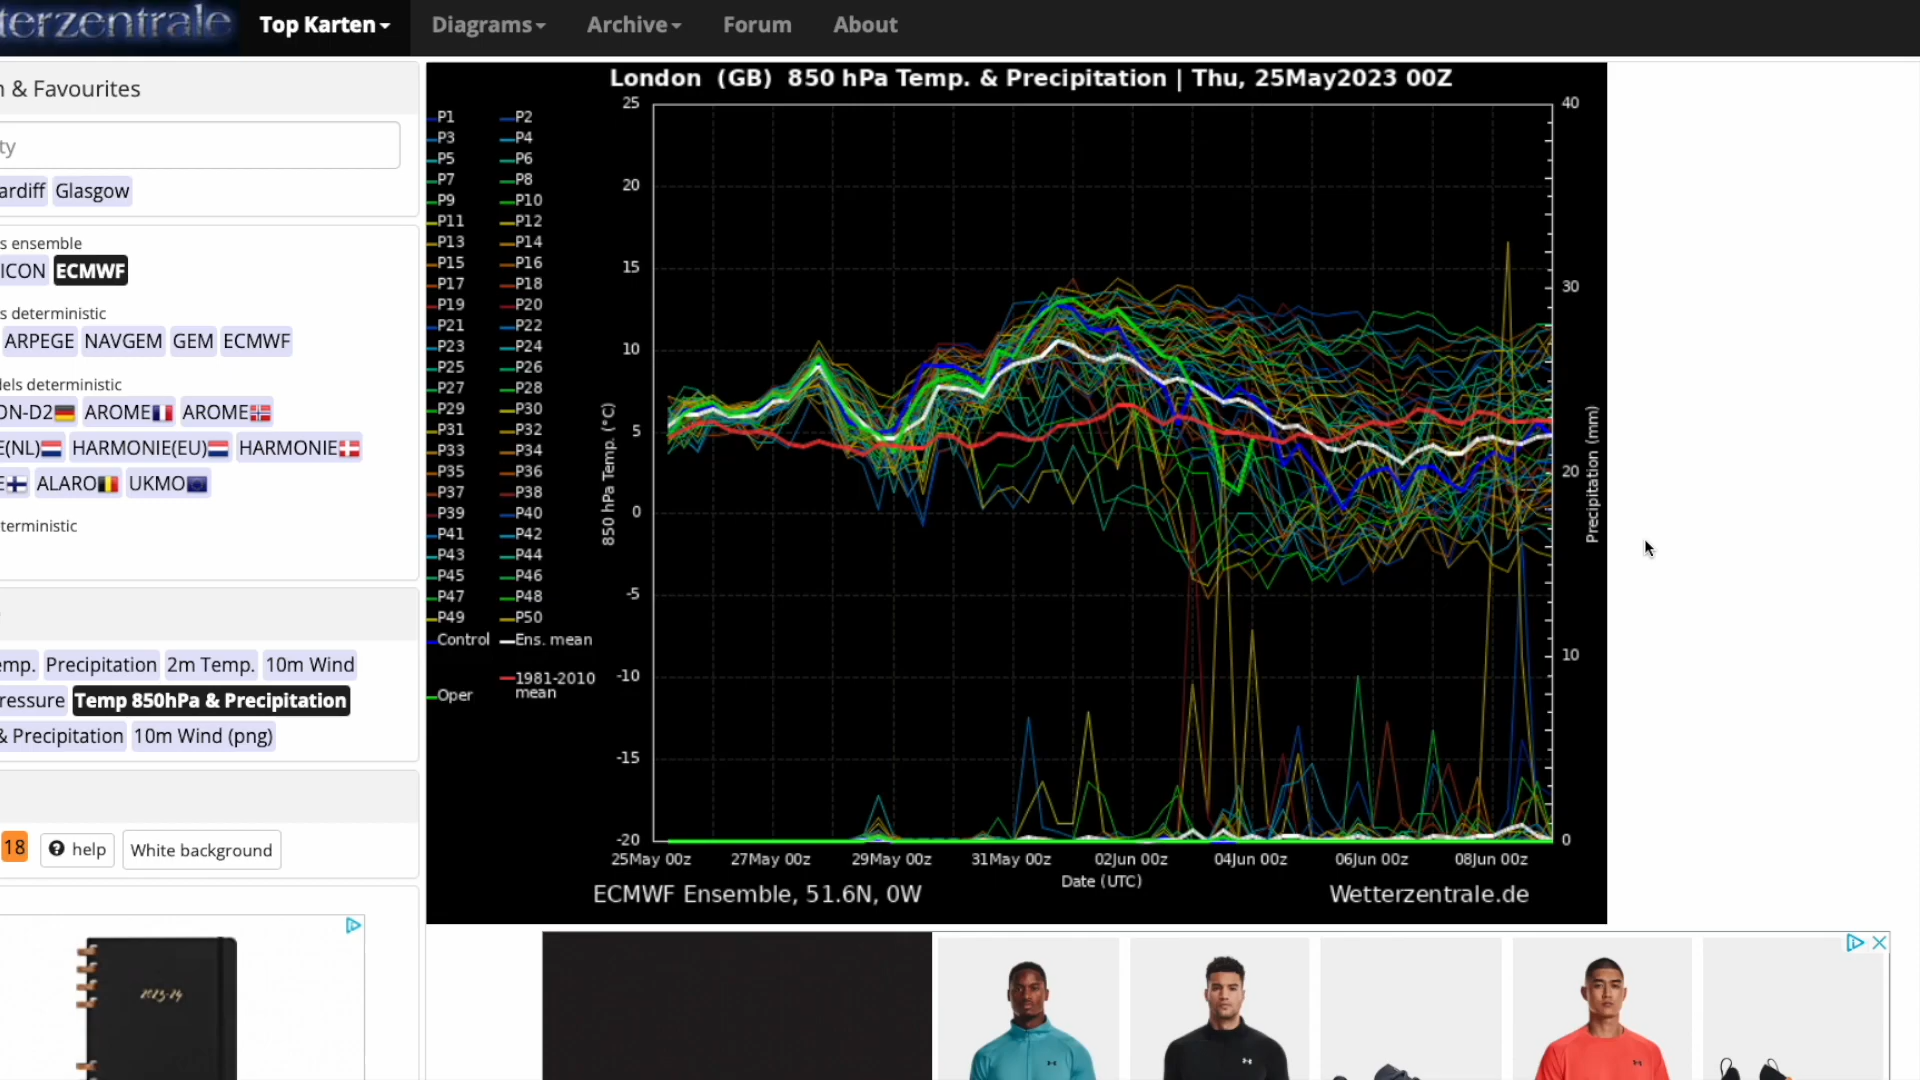 terzentrale
Top Karten
Diagrams
Archive
Forum
About
n & Favourites
ty
ardiff Glasgow
s ensemble
ICON ECMWF
s deterministic
ARPEGE NAVGEM GEM ECMWF
dels deterministic
ON-D2 AROME AROME
E(NL) HARMONIE(EU) HARMONIE
E ALARO UKMO
terministic
emp. Precipitation 2m Temp. 10m Wind
ressure Temp 850hPa & Precipitation
& Precipitation 10m Wind (png)
18 help White background
2023-24
London (GB) 850 hPa Temp. & Precipitation | Thu, 25May2023 00Z
P1 P2
P3 P4
P5 P6
P7 P8
P9 P10
P11 P12
P13 P14
P15 P16
P17 P18
P19 P20
P21 P22
P23 P24
P25 P26
P27 P28
P29 P30
P31 P32
P33 P34
P35 P36
P37 P38
P39 P40
P41 P42
P43 P44
P45 P46
P47 P48
P49 P50
Control Ens. mean
1981-2010
mean
Oper
850 hPa Temp. (°C)
25
20
15
10
5
0
-5
-10
-15
-20
40
30
20
10
0
Precipitation (mm)
25May 00z 27May 00z 29May 00z 31May 00z 02Jun 00z 04Jun 00z 06Jun 00z 08Jun 00z
Date (UTC)
ECMWF Ensemble, 51.6N, 0W
Wetterzentrale.de